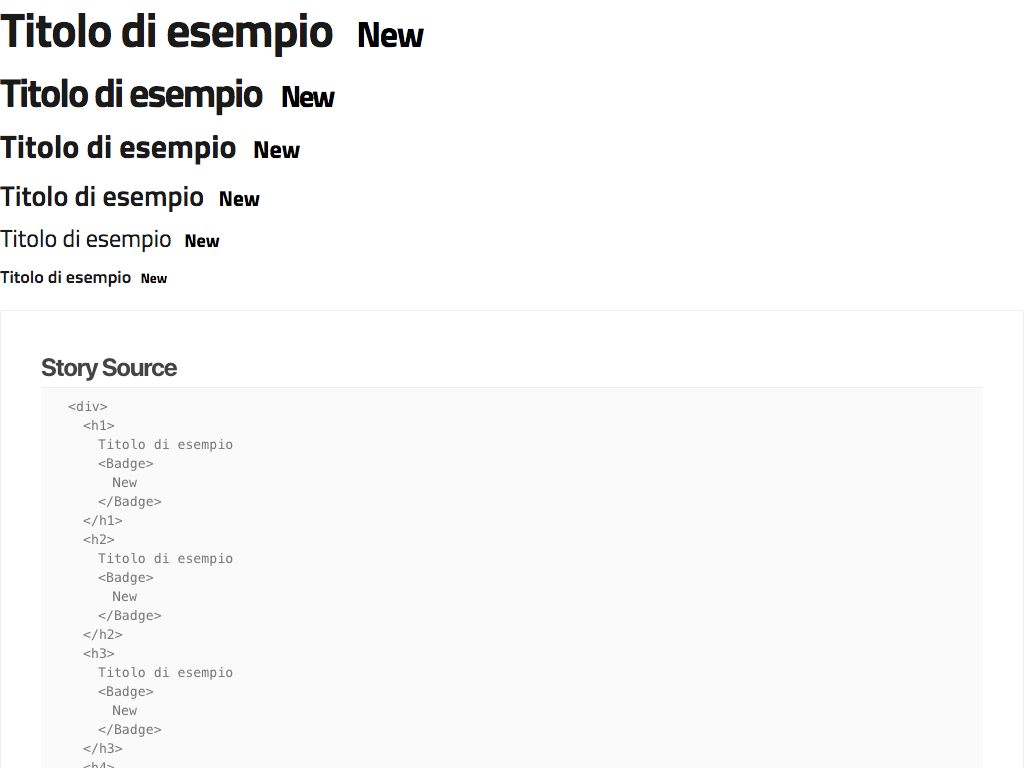 Titolo di esempio New
Titolo di esempio New
Titolo di esempio New
Titolo di esempio New
Titolo di esempio New
Titolo di esempio New
Story Source
<div>
<h1>
Titolo di esempio
<Badge>
New
</Badge>
</h1>
<h2>
Titolo di esempio
<Badge>
New
</Badge>
</h2>
<h3>
Titolo di esempio
<Badge>
New
</Badge>
</h3>
<h4>